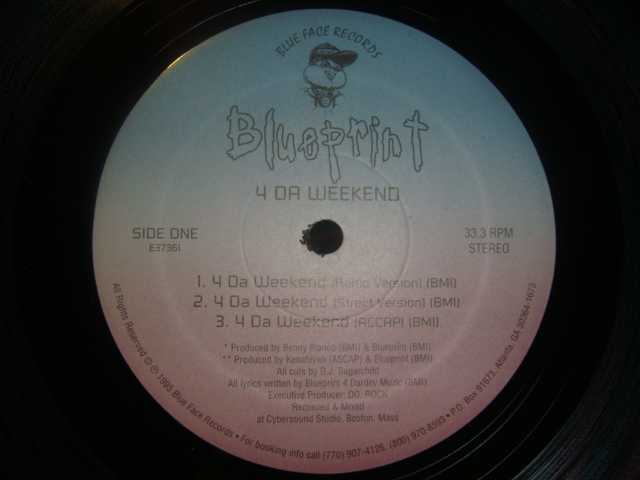 BLUE FACE RECORDS
Blueprint
4 DA WEEKEND
SIDE ONE
E37361
33.3 RPM
STEREO
1. 4 Da Weekend (Radio Version) (BMI)
2. 4 Da Weekend (Street Version) (BMI)
3. 4 Da Weekend (ASCAP) (BMI)
* Produced by Benny Bianco (BMI) & Blueprint (BMI)
** Produced by Kenabiyah (ASCAP) & Blueprint (BMI)
All cuts by D.J. Sugarchild
All lyrics written by Blueprint 4 Dardev Music (BMI)
Executive Producer: DO. ROCK
Recorded & Mixed
at Cybersound Studio, Boston, Mass
All Rights Reserved © ℗ 1995 Blue Face Records • For booking info call (770) 907-4126, (800) 970-8593 • P.O. Box 91673, Atlanta, GA 30364-1673